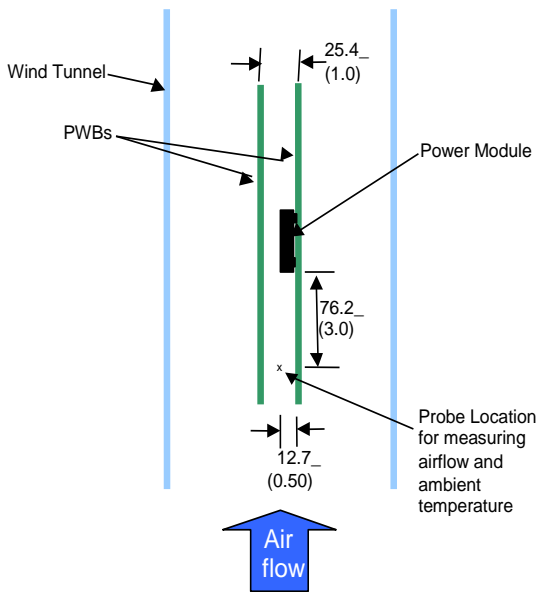 25.4_
(1.0)
Wind Tunnel
PWBs
Power Module
76.2_
(3.0)
x
Probe Location
for measuring
airflow and
ambient
temperature
12.7_
(0.50)
Air
flow